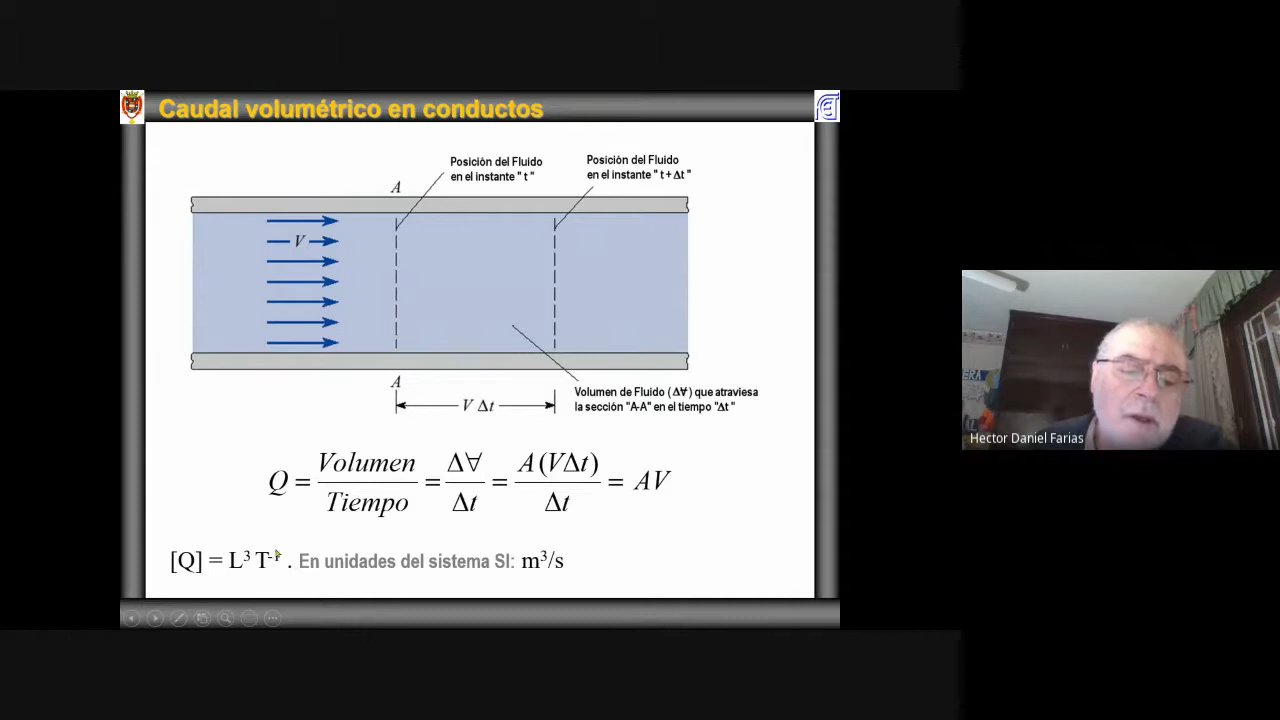 Caudal volumétrico en conductos
Posición del Fluido
en el instante " t "
Posición del Fluido
en el instante " t + Δt "
A
V
A
V Δt
Volumen de Fluido (Δ∀) que atraviesa
la sección "A-A" en el tiempo "Δt "
Q = Volumen / Tiempo = Δ∀ / Δt = A (VΔt) / Δt = AV
[Q] = L³ T⁻¹ . En unidades del sistema SI: m³/s
Hector Daniel Farias